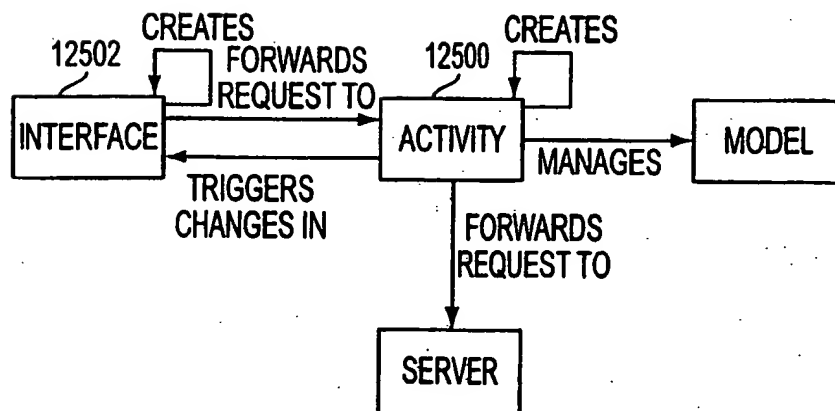 CREATES
12502
FORWARDS
REQUEST TO
INTERFACE
TRIGGERS
CHANGES IN
CREATES
12500
ACTIVITY
MANAGES
MODEL
FORWARDS
REQUEST TO
SERVER